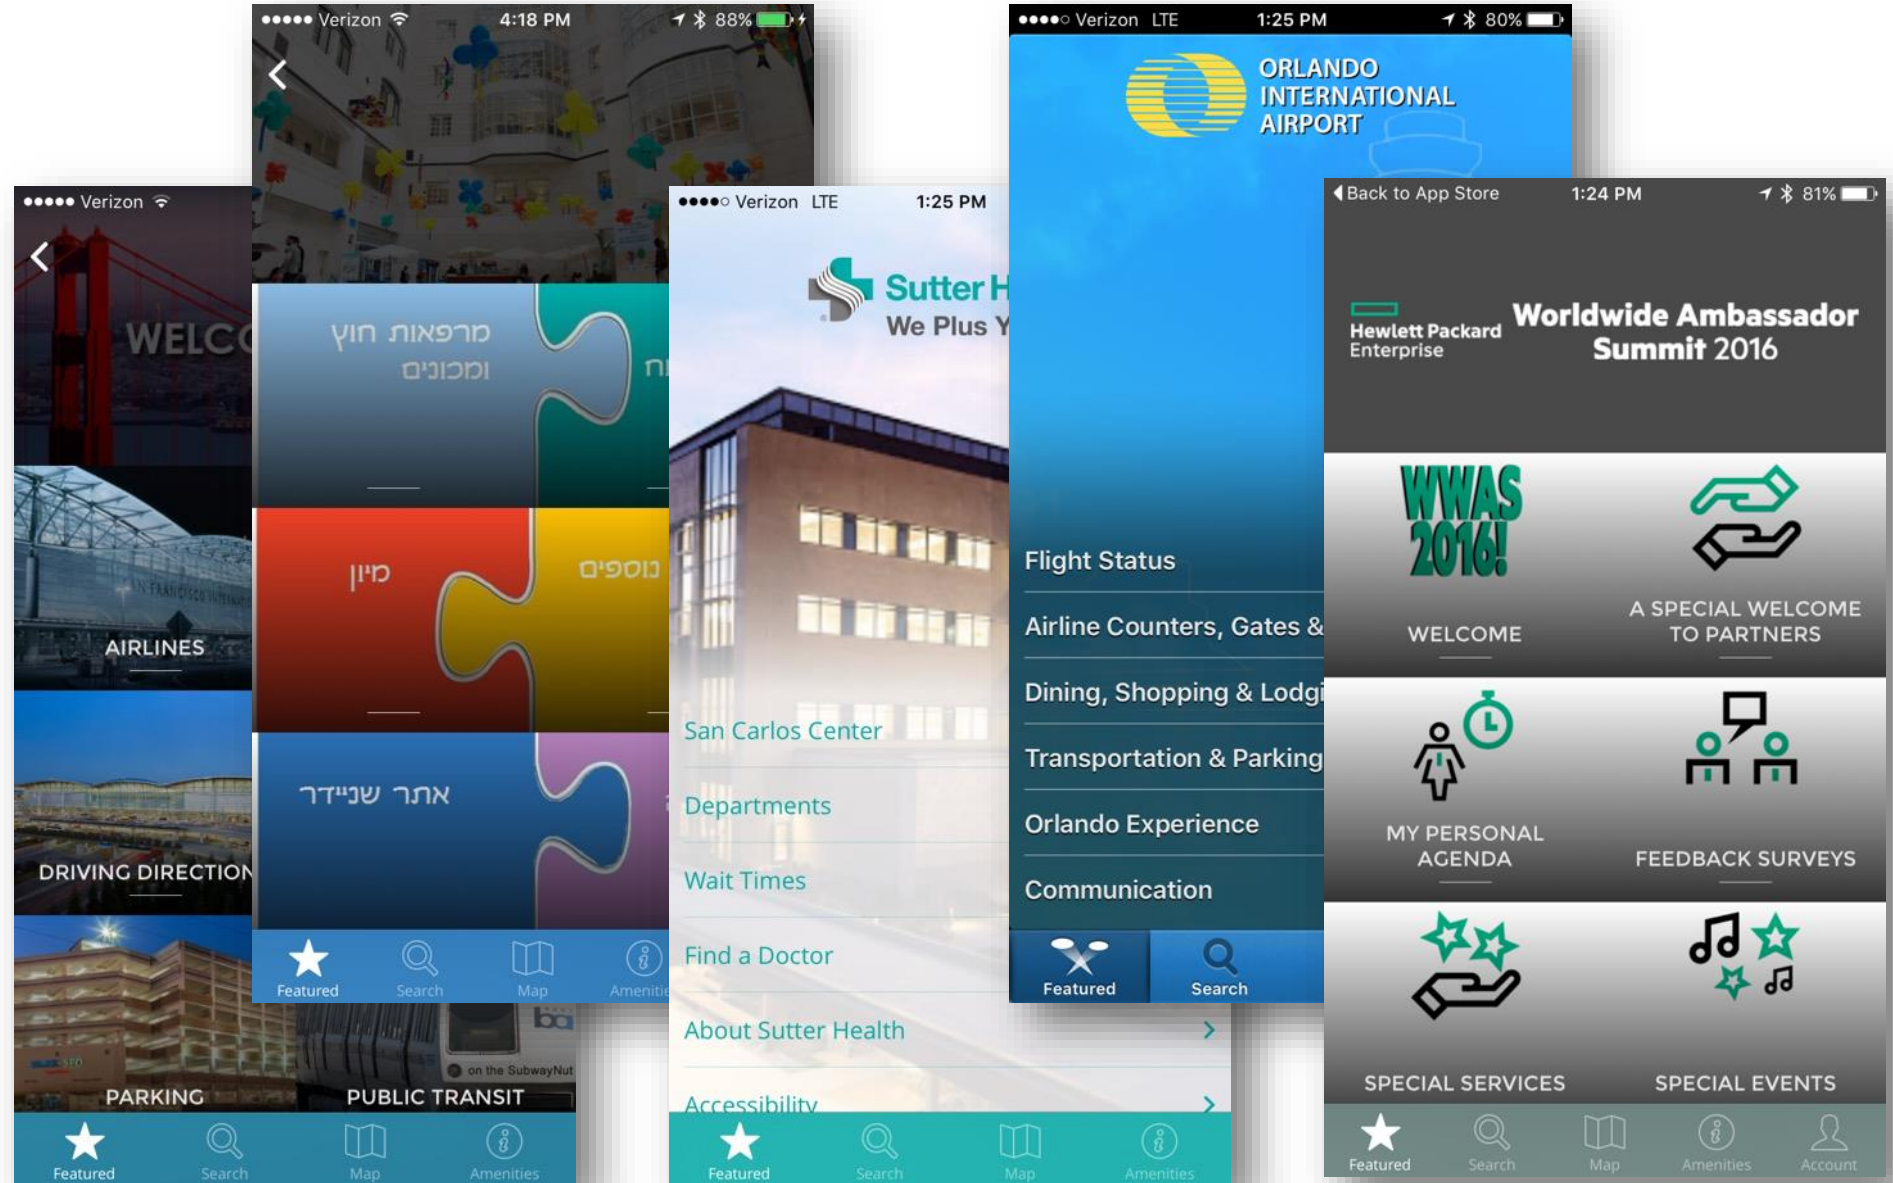 Verizon
WELCO
AIRLINES
DRIVING DIRECTION
PARKING
on the SubwayNut
PUBLIC TRANSIT
Featured
Search
Map
Amenities
Verizon
4:18 PM
88%
מרפאות חוץ
ומכונים
מיון
נוספים
אתר שניידר
Featured
Search
Map
Amenitie
Verizon LTE
1:25 PM
Sutter H
We Plus Y
San Carlos Center
Departments
Wait Times
Find a Doctor
About Sutter Health
Accessibility
Featured
Search
Map
Amenities
Verizon LTE
1:25 PM
80%
ORLANDO
INTERNATIONAL
AIRPORT
Flight Status
Airline Counters, Gates &
Dining, Shopping & Lodgi
Transportation & Parking
Orlando Experience
Communication
Featured
Search
Back to App Store
1:24 PM
81%
Hewlett Packard
Enterprise
Worldwide Ambassador
Summit 2016
WWAS
2016!
WELCOME
A SPECIAL WELCOME
TO PARTNERS
MY PERSONAL
AGENDA
FEEDBACK SURVEYS
SPECIAL SERVICES
SPECIAL EVENTS
Featured
Search
Map
Amenities
Account